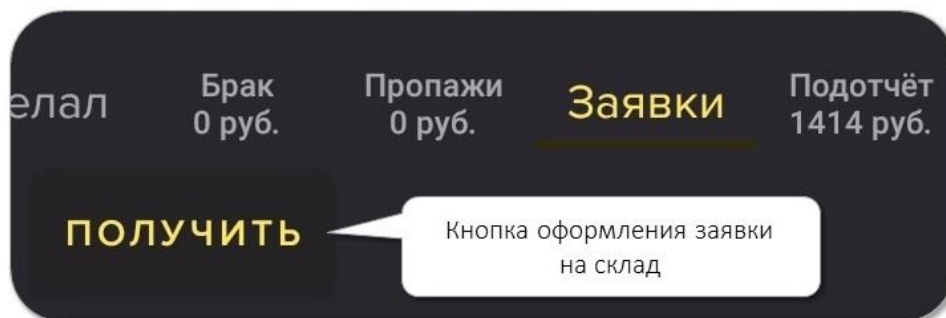 елал
Брак
0 руб.
Пропажи
0 руб.
Заявки
Подотчёт
1414 руб.
ПОЛУЧИТЬ
Кнопка оформления заявки
на склад